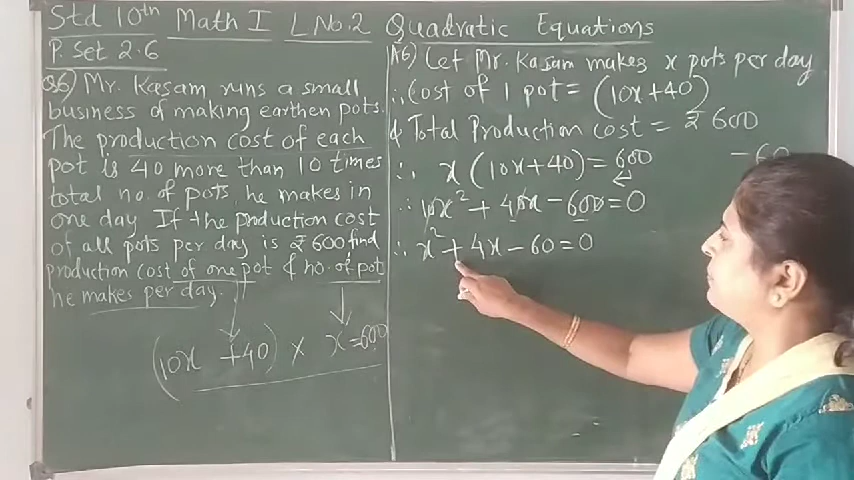 Std 10th Math I L No.2 Quadratic Equations
P. Set 2.6
Q6) Mr. Kasam runs a small
business of making earthen pots.
The production cost of each
pot is 40 more than 10 times
total no. of pots, he makes in
one day If the production cost
of all pots per day is ₹ 600 find
production cost of one pot & no. of pot
he makes per day.
(10x + 40) × x = 600
A6) Let Mr. Kasam makes x pots per day
∴ Cost of 1 pot = (10x+40)
& Total Production cost = ₹ 600
∴ x (10x+40) = 600
∴ 10x² + 40x - 600 = 0
∴ x² + 4x - 60 = 0
-60